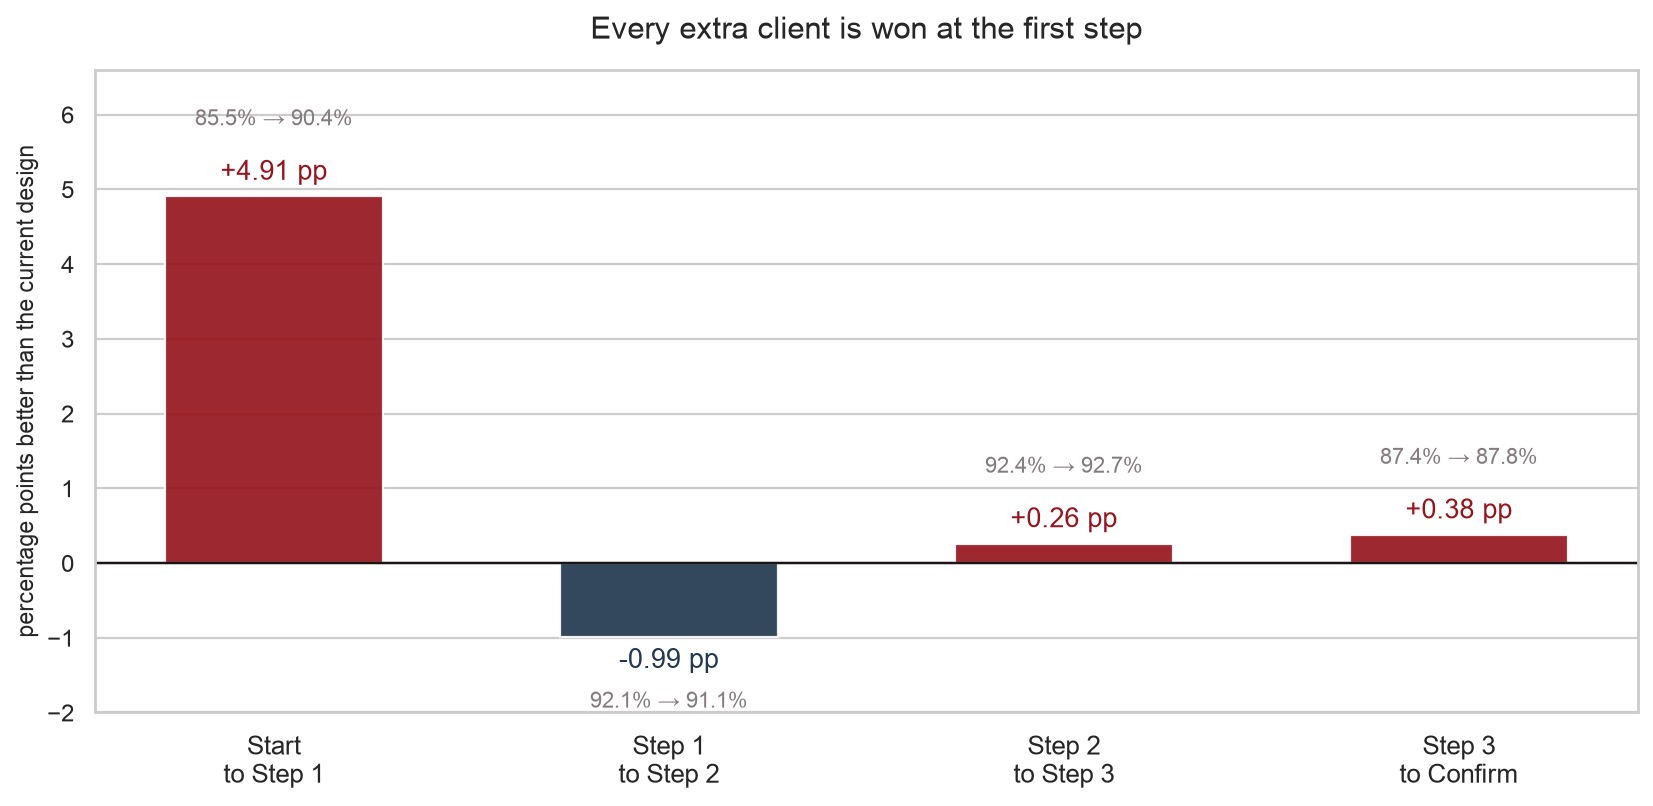 Every extra client is won at the first step
percentage points better than the current design
6
5
4
3
2
1
0
−1
−2
85.5% → 90.4%
+4.91 pp
-0.99 pp
92.1% → 91.1%
92.4% → 92.7%
+0.26 pp
87.4% → 87.8%
+0.38 pp
Start
to Step 1
Step 1
to Step 2
Step 2
to Step 3
Step 3
to Confirm